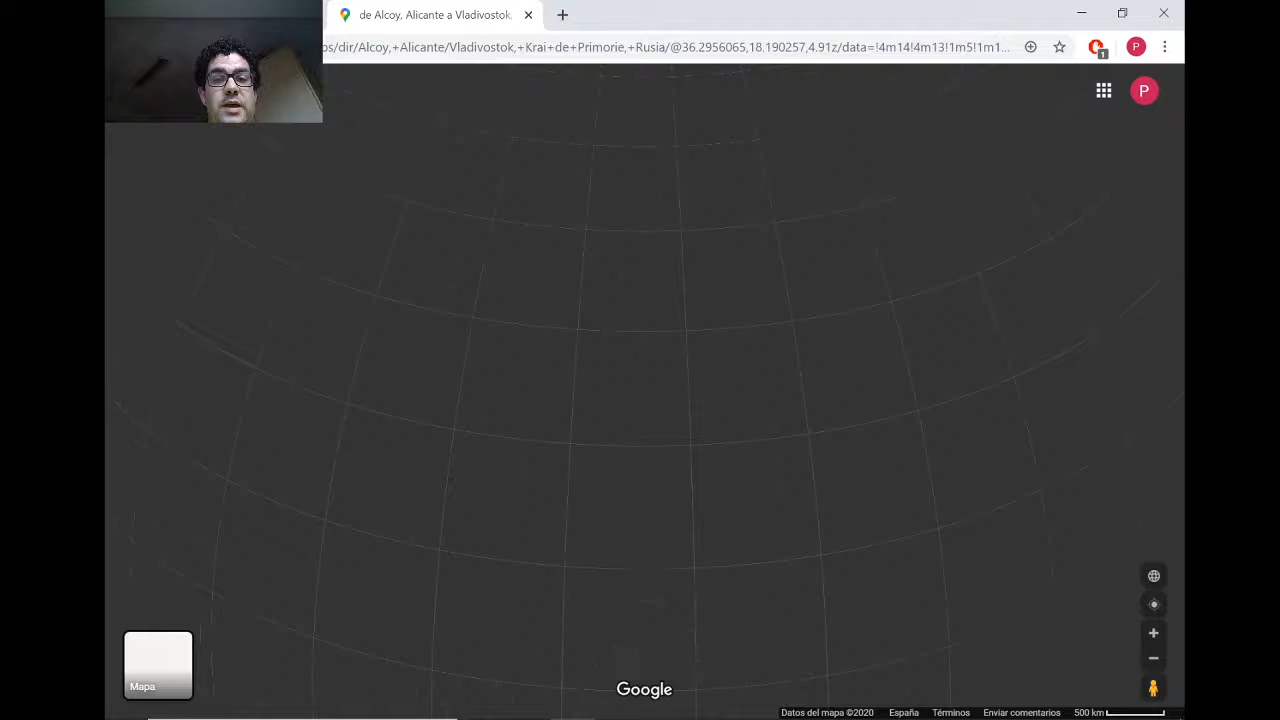 de Alcoy, Alicante a Vladivostok,
os/dir/Alcoy,+Alicante/Vladivostok,+Krai+de+Primorie,+Rusia/@36.2956065,18.190257,4.91z/data=!4m14!4m13!1m5!1m1...
1
P
P
Mapa
Google
Datos del mapa ©2020 España Términos Enviar comentarios 500 km